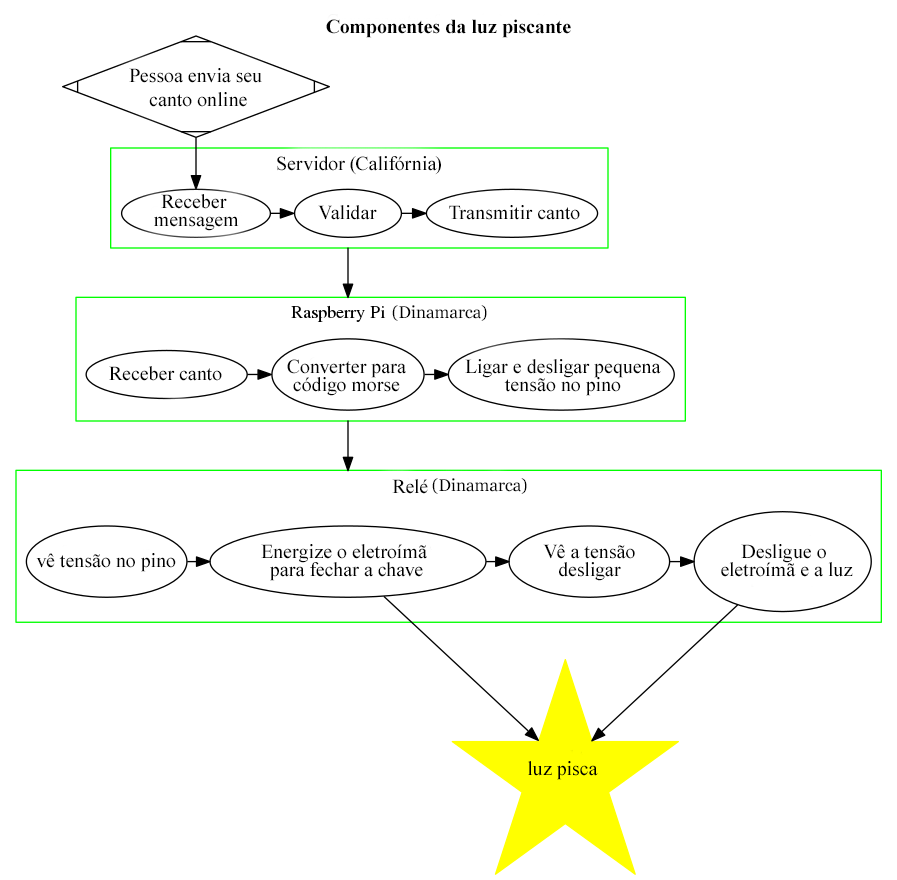 Componentes da luz piscante
Pessoa envia seu
canto online
Servidor (Califórnia)
Receber
mensagem
Validar
Transmitir canto
Raspberry Pi (Dinamarca)
Receber canto
Converter para
código morse
Ligar e desligar pequena
tensão no pino
Relé (Dinamarca)
vê tensão no pino
Energize o eletroímã
para fechar a chave
Vê a tensão
desligar
Desligue o
eletroímã e a luz
luz pisca